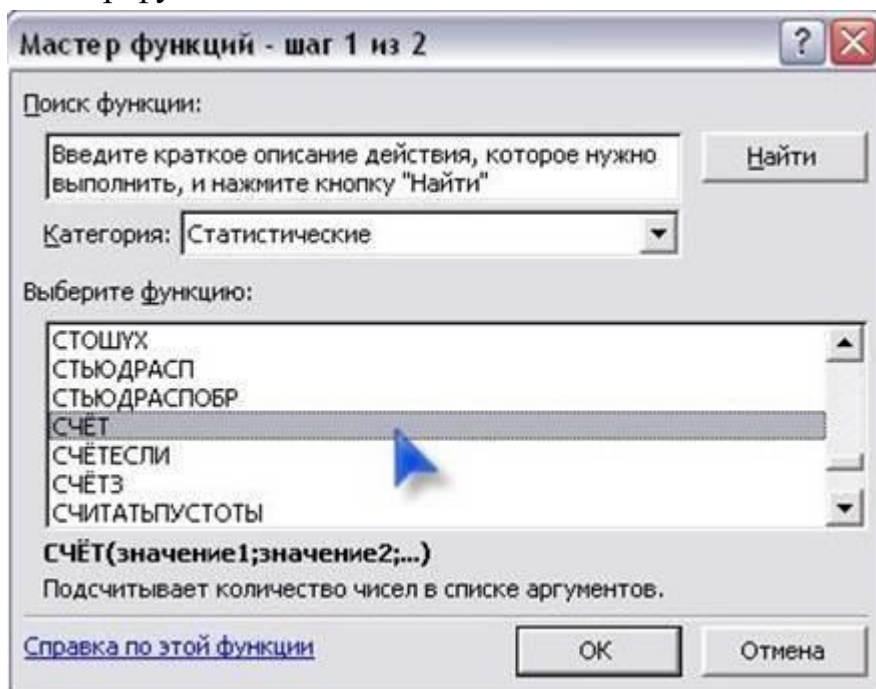 Мастер функций - шаг 1 из 2
Поиск функции:
Введите краткое описание действия, которое нужно
выполнить, и нажмите кнопку "Найти"
Найти
Категория: Статистические
Выберите функцию:
СТОШYX
СТЬЮДРАСП
СТЬЮДРАСПОБР
СЧЁТ
СЧЁТЕСЛИ
СЧЁТЗ
СЧИТАТЬПУСТОТЫ
СЧЁТ(значение1;значение2;...)
Подсчитывает количество чисел в списке аргументов.
Справка по этой функции
ОК
Отмена